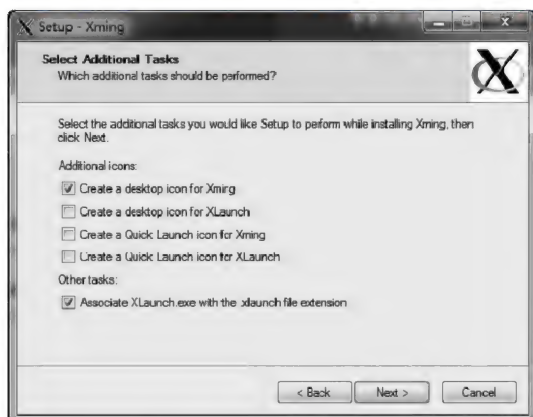 Setup - Xming
Select Additional Tasks
Which additional tasks should be performed?
Select the additional tasks you would like Setup to perform while installing Xming, then
click Next.
Additional icons:
Create a desktop icon for Xming
Create a desktop icon for XLaunch
Create a Quick Launch icon for Xming
Create a Quick Launch icon for XLaunch
Other tasks:
Associate XLaunch.exe with the .xlaunch file extension
< Back
Next >
Cancel